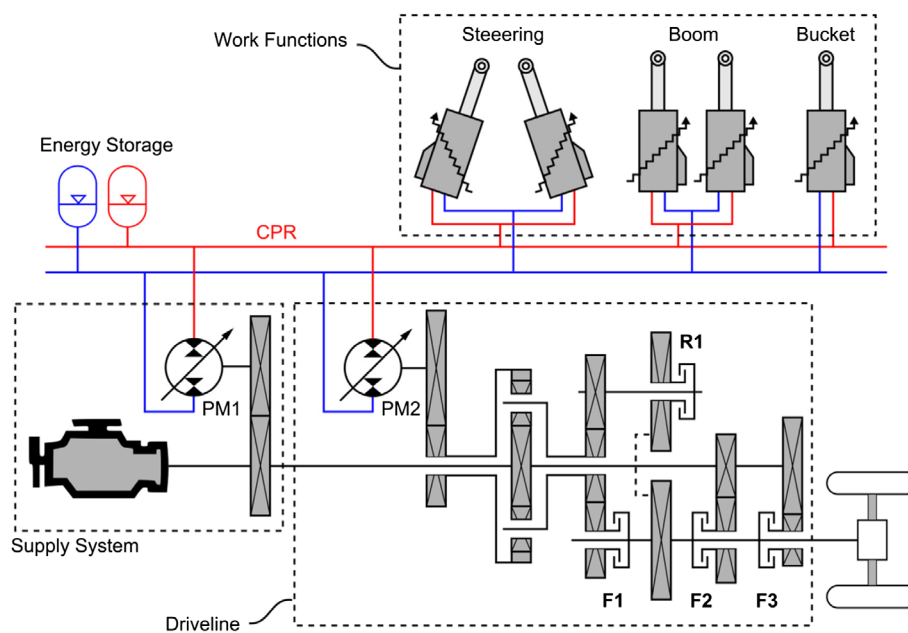 Work Functions
Steeering
Boom
Bucket
Energy Storage
CPR
R1
PM1
PM2
Supply System
F1
F2
F3
Driveline